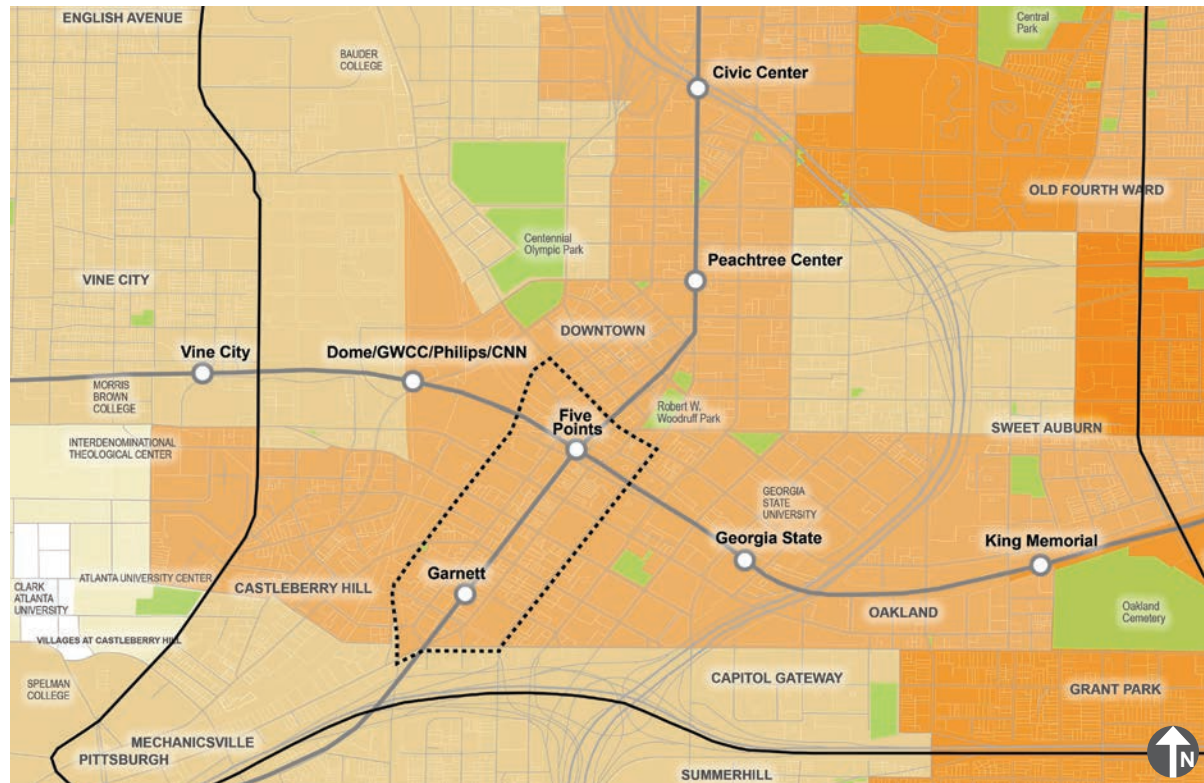 ENGLISH AVENUE
BAUDER
COLLEGE
Central
Park
Civic Center
OLD FOURTH WARD
Centennial
Olympic Park
Peachtree Center
VINE CITY
DOWNTOWN
Vine City
Dome/GWCC/Philips/CNN
MORRIS
BROWN
COLLEGE
Five
Points
Robert W.
Woodruff Park
SWEET AUBURN
INTERDENOMINATIONAL
THEOLOGICAL CENTER
GEORGIA
STATE
UNIVERSITY
Georgia State
King Memorial
Garnett
ATLANTA UNIVERSITY CENTER
CASTLEBERRY HILL
CLARK
ATLANTA
UNIVERSITY
OAKLAND
Oakland
Cemetery
VILLAGES AT CASTLEBERRY HILL
SPELMAN
COLLEGE
CAPITOL GATEWAY
GRANT PARK
MECHANICSVILLE
PITTSBURGH
SUMMERHILL
N